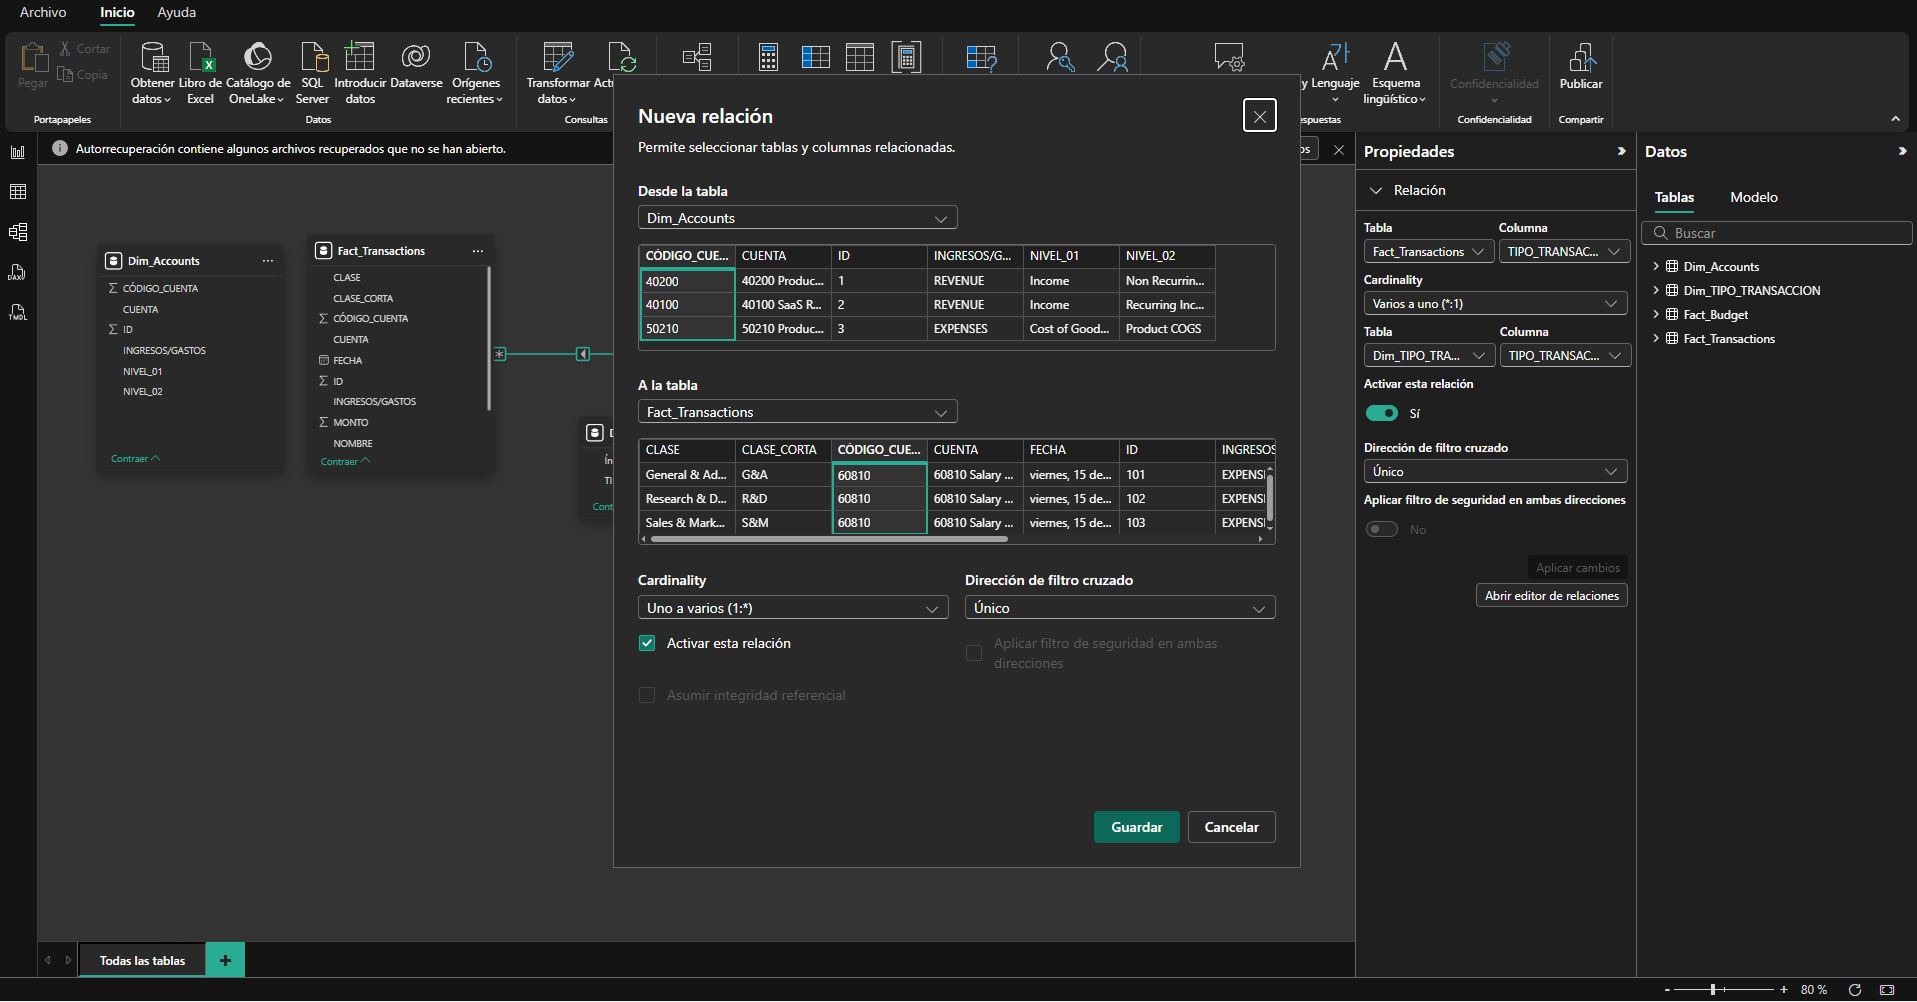 Archivo Inicio Ayuda
Pegar
Cortar
Copia
Portapapeles
Obtener datos
Libro de Excel
Catálogo de OneLake
SQL Server
Introducir datos
Dataverse
Orígenes recientes
Datos
Transformar datos
Consultas
y Lenguaje
Esquema lingüístico
Confidencialidad
Confidencialidad
Publicar
Compartir
Autorrecuperación contiene algunos archivos recuperados que no se han abierto.
Dim_Accounts
CÓDIGO_CUENTA
CUENTA
ID
INGRESOS/GASTOS
NIVEL_01
NIVEL_02
Contraer
Fact_Transactions
CLASE
CLASE_CORTA
CÓDIGO_CUENTA
CUENTA
FECHA
ID
INGRESOS/GASTOS
MONTO
NOMBRE
Contraer
Nueva relación
Permite seleccionar tablas y columnas relacionadas.
Desde la tabla
Dim_Accounts
CÓDIGO_CUE... CUENTA ID INGRESOS/G... NIVEL_01 NIVEL_02
40200 40200 Produc... 1 REVENUE Income Non Recurrin...
40100 40100 SaaS R... 2 REVENUE Income Recurring Inc...
50210 50210 Produc... 3 EXPENSES Cost of Good... Product COGS
A la tabla
Fact_Transactions
CLASE CLASE_CORTA CÓDIGO_CUE... CUENTA FECHA ID INGRESOS
General & Ad... G&A 60810 60810 Salary ... viernes, 15 de... 101 EXPENS
Research & D... R&D 60810 60810 Salary ... viernes, 15 de... 102 EXPENS
Sales & Mark... S&M 60810 60810 Salary ... viernes, 15 de... 103 EXPENS
Cardinality
Uno a varios (1:*)
Dirección de filtro cruzado
Único
Activar esta relación
Aplicar filtro de seguridad en ambas direcciones
Asumir integridad referencial
Guardar
Cancelar
Propiedades
Relación
Tabla Columna
Fact_Transactions TIPO_TRANSAC...
Cardinality
Varios a uno (*:1)
Tabla Columna
Dim_TIPO_TRA... TIPO_TRANSAC...
Activar esta relación
Sí
Dirección de filtro cruzado
Único
Aplicar filtro de seguridad en ambas direcciones
No
Aplicar cambios
Abrir editor de relaciones
Datos
Tablas Modelo
Buscar
Dim_Accounts
Dim_TIPO_TRANSACCION
Fact_Budget
Fact_Transactions
Todas las tablas
+
- + 80 %